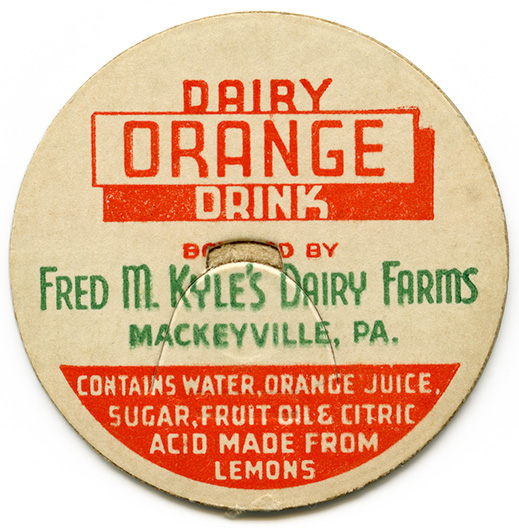 DAIRY
ORANGE
DRINK
BOTTLED BY
FRED M. KYLE'S DAIRY FARMS
MACKEYVILLE, PA.
CONTAINS WATER, ORANGE JUICE,
SUGAR, FRUIT OIL & CITRIC
ACID MADE FROM
LEMONS